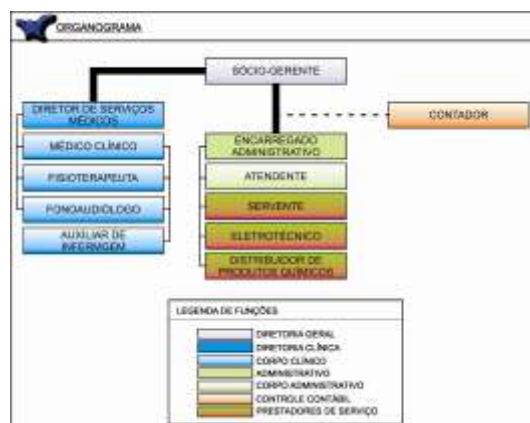 ORGANOGRAMA
SÓCIO-GERENTE
DIRETOR DE SERVIÇOS
MÉDICOS
CONTADOR
MÉDICO CLÍNICO
FISIOTERAPEUTA
FONOAUDIÓLOGO
AUXILIAR DE
ENCARREGADO
ADMINISTRATIVO
ATENDENTE
SERVENTE
ELETROTÉCNICO
DISTRIBUIDOR DE
PRODUTOS QUÍMICOS
LEGENDA DE FUNÇÕES
DIRETORIA GERAL
DIRETORIA CLÍNICA
CORPO CLÍNICO
ADMINISTRATIVO
CORPO ADMINISTRATIVO
CONTROLE CONTÁBIL
PRESTADORES DE SERVIÇO